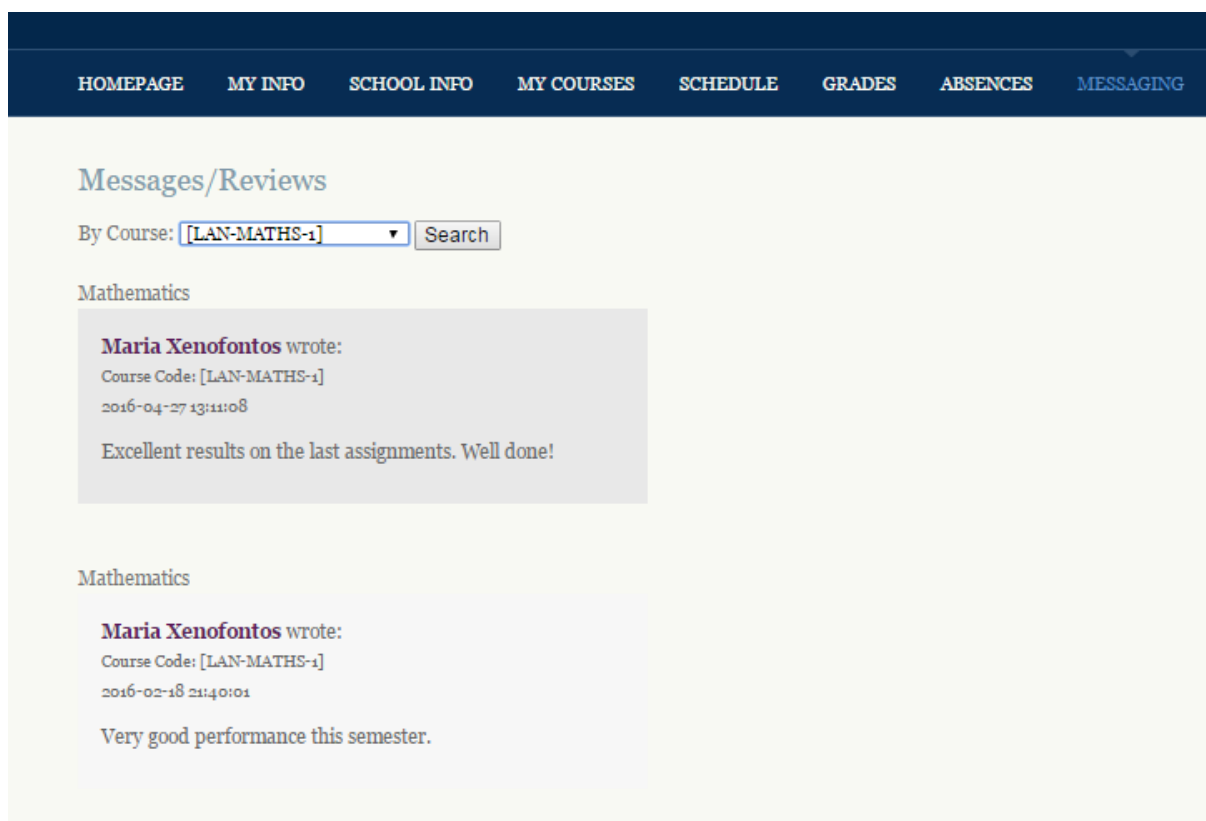 HOMEPAGE MY INFO SCHOOL INFO MY COURSES SCHEDULE GRADES ABSENCES MESSAGING
Messages/Reviews
By Course: [LAN-MATHS-1] Search
Mathematics
Maria Xenofontos wrote:
Course Code: [LAN-MATHS-1]
2016-04-27 13:11:08
Excellent results on the last assignments. Well done!
Mathematics
Maria Xenofontos wrote:
Course Code: [LAN-MATHS-1]
2016-02-18 21:40:01
Very good performance this semester.